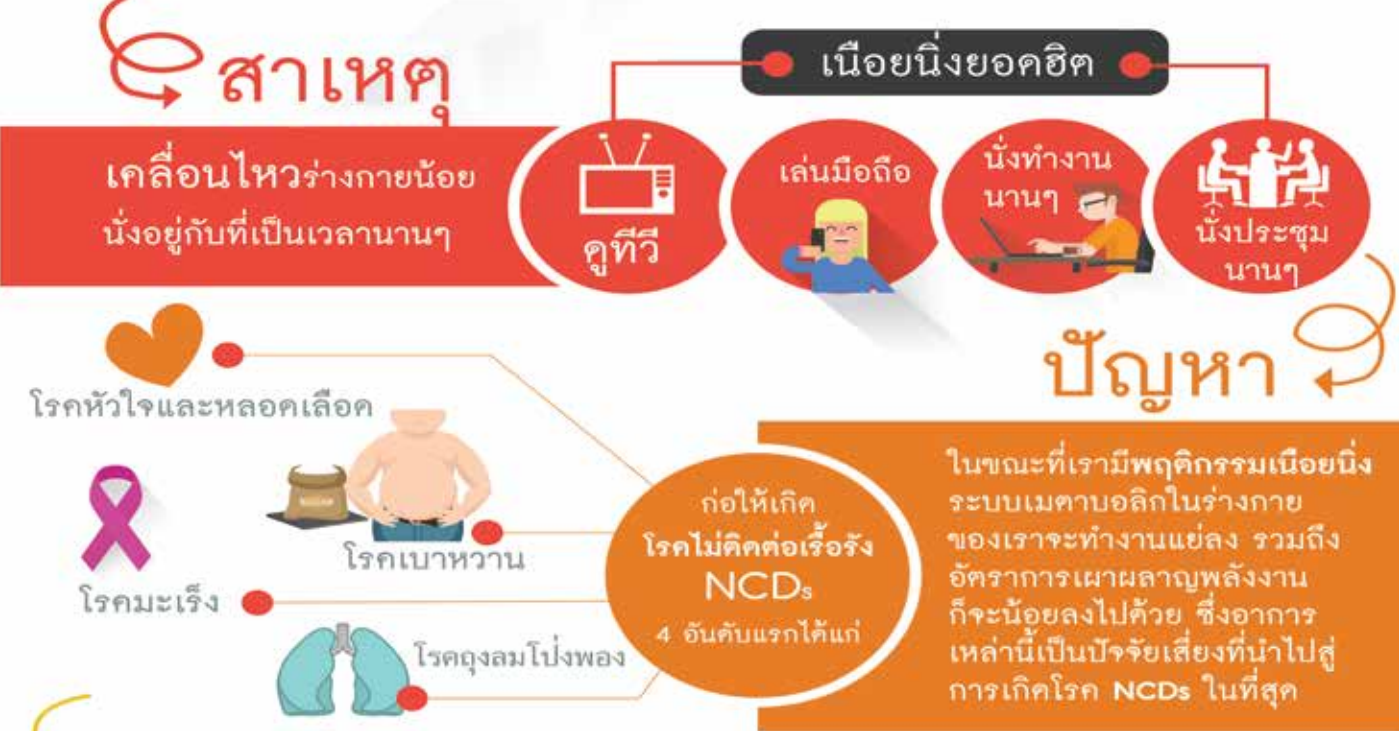 สาเหตุ
เนือยนิ่งยอดฮิต
เคลื่อนไหวร่างกายน้อย
นั่งอยู่กับที่เป็นเวลานานๆ
ดูทีวี
เล่นมือถือ
นั่งทำงาน
นานๆ
นั่งประชุม
นานๆ
ปัญหา
โรคหัวใจและหลอดเลือด
โรคเบาหวาน
โรคมะเร็ง
โรคถุงลมโป่งพอง
ก่อให้เกิด
โรคไม่ติดต่อเรื้อรัง
NCDs
4 อันดับแรกได้แก่
ในขณะที่เรามีพฤติกรรมเนือยนิ่ง
ระบบเมตาบอลิกในร่างกาย
ของเราจะทำงานแย่ลง รวมถึง
อัตราการเผาผลาญพลังงาน
ก็จะน้อยลงไปด้วย ซึ่งอาการ
เหล่านี้เป็นปัจจัยเสี่ยงที่นำไปสู่
การเกิดโรค NCDs ในที่สุด